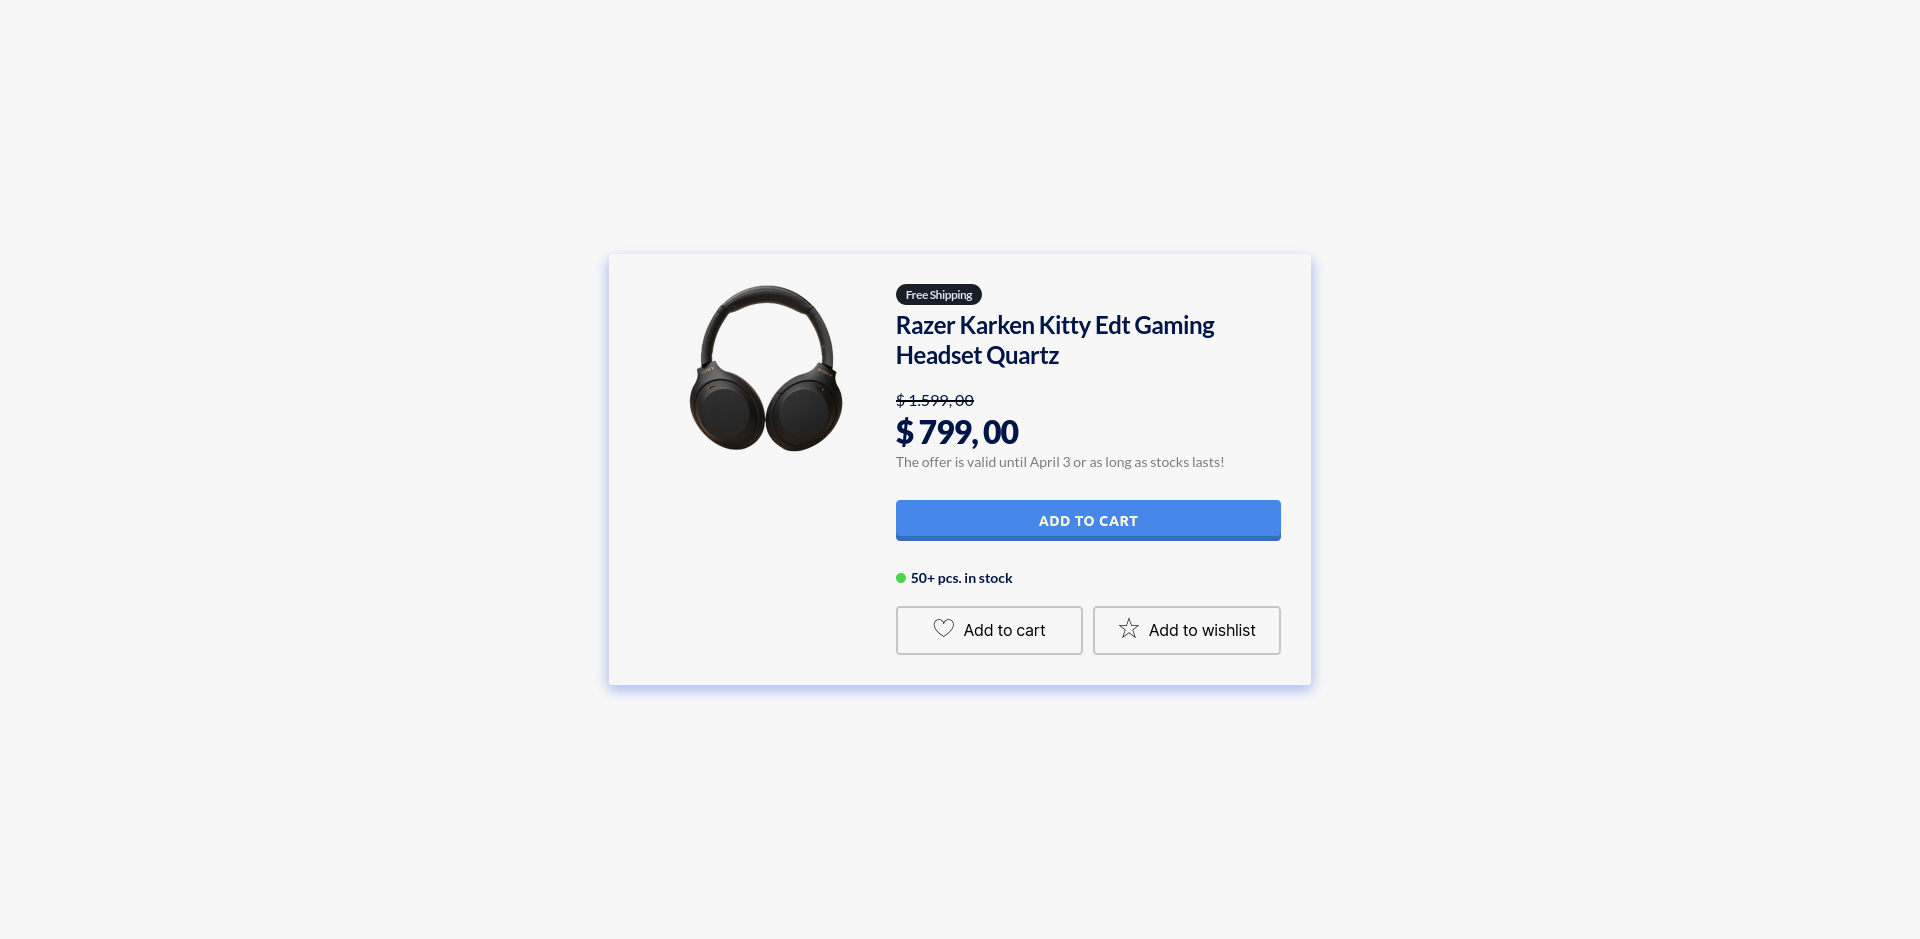 Free Shipping
Razer Karken Kitty Edt Gaming
Headset Quartz
$ 1.599, 00
$ 799, 00
The offer is valid until April 3 or as long as stocks lasts!
ADD TO CART
50+ pcs. in stock
Add to cart
Add to wishlist